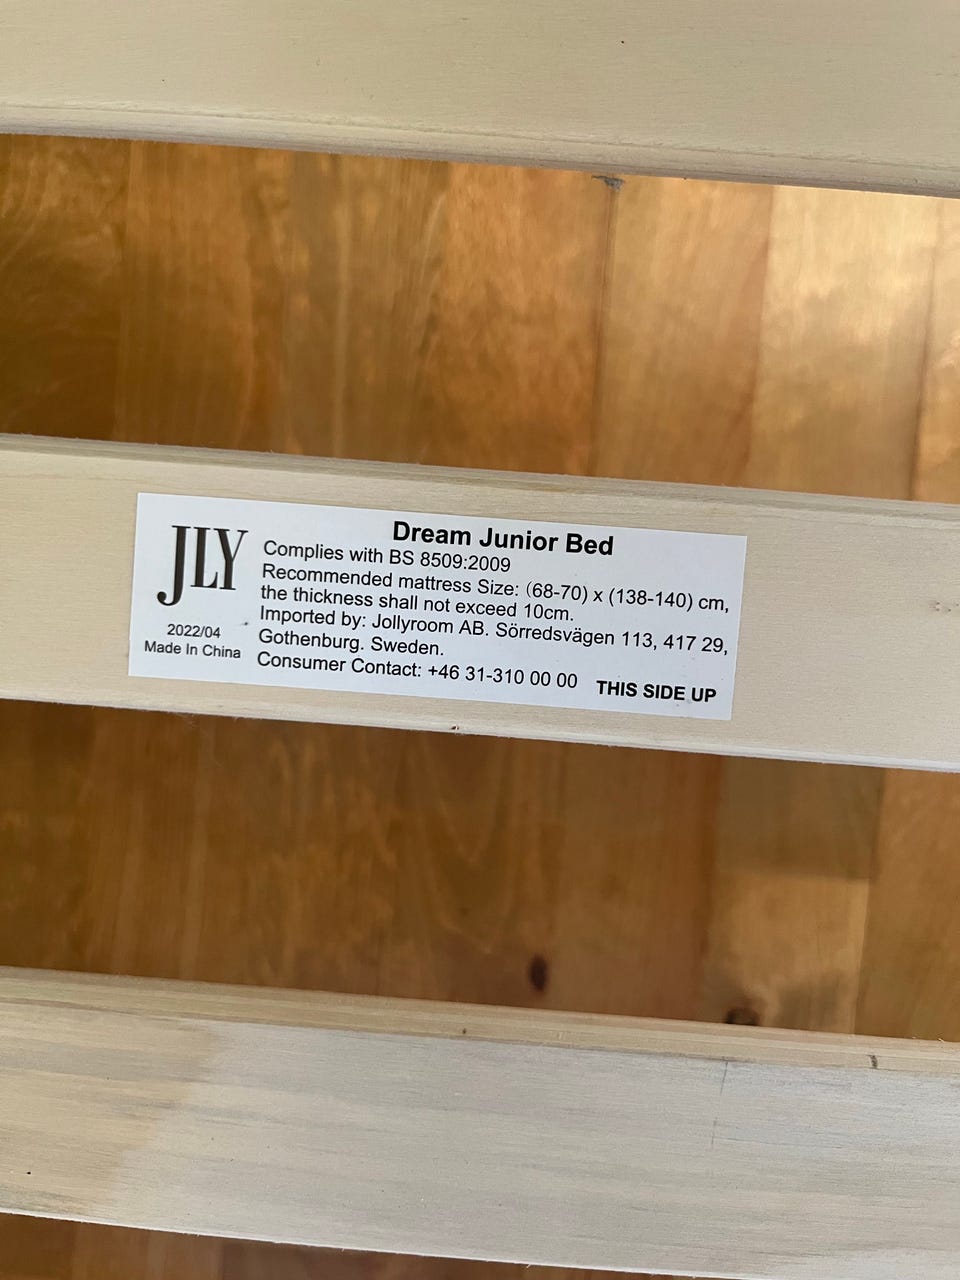 JLY
2022/04
Made In China
Dream Junior Bed
Complies with BS 8509:2009
Recommended mattress Size: (68-70) x (138-140) cm,
the thickness shall not exceed 10cm.
Imported by: Jollyroom AB. Sörredsvägen 113, 417 29,
Gothenburg. Sweden.
Consumer Contact: +46 31-310 00 00
THIS SIDE UP